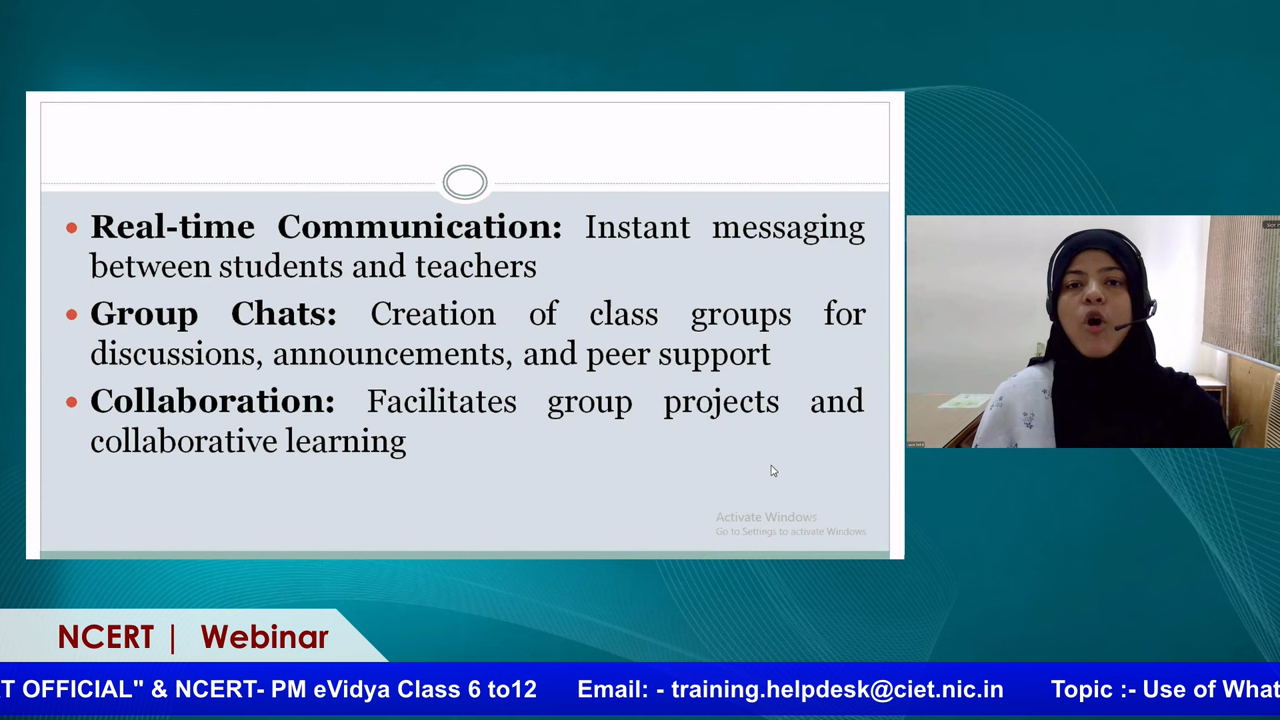 Real-time Communication: Instant messaging
between students and teachers
Group Chats: Creation of class groups for
discussions, announcements, and peer support
Collaboration: Facilitates group projects and
collaborative learning
Activate Windows
Go to Settings to activate Windows
NCERT | Webinar
T OFFICIAL" & NCERT- PM eVidya Class 6 to12 Email: - training.helpdesk@ciet.nic.in Topic :- Use of What